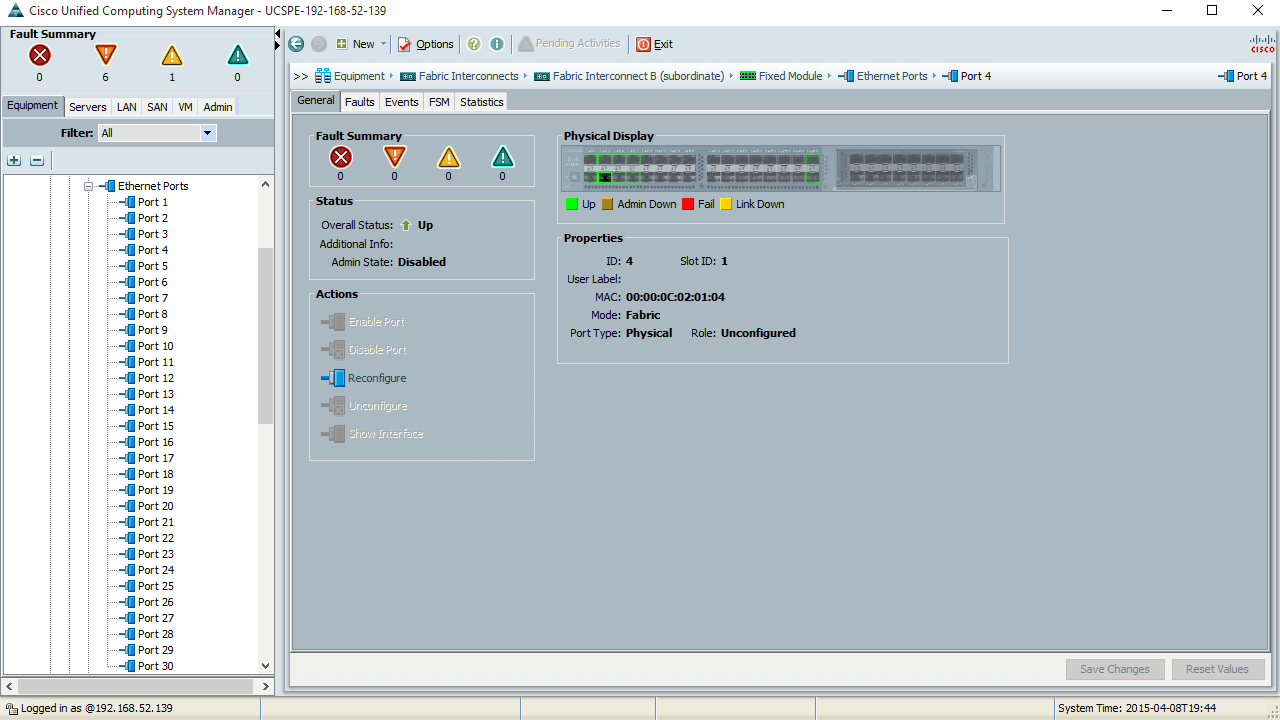 Cisco Unified Computing System Manager - UCSPE-192-168-52-139
Fault Summary
0 6 1 0
Equipment Servers LAN SAN VM Admin
Filter: All
Ethernet Ports
Port 1
Port 2
Port 3
Port 4
Port 5
Port 6
Port 7
Port 8
Port 9
Port 10
Port 11
Port 12
Port 13
Port 14
Port 15
Port 16
Port 17
Port 18
Port 19
Port 20
Port 21
Port 22
Port 23
Port 24
Port 25
Port 26
Port 27
Port 28
Port 29
Port 30
New Options Pending Activities Exit
CISCO
>> Equipment Fabric Interconnects Fabric Interconnect B (subordinate) Fixed Module Ethernet Ports Port 4 Port 4
General Faults Events FSM Statistics
Fault Summary
0 0 0 0
Status
Overall Status: Up
Additional Info:
Admin State: Disabled
Actions
Enable Port
Disable Port
Reconfigure
Unconfigure
Show Interface
Physical Display
Up Admin Down Fail Link Down
Properties
ID: 4 Slot ID: 1
User Label:
MAC: 00:00:0C:02:01:04
Mode: Fabric
Port Type: Physical Role: Unconfigured
Save Changes Reset Values
Logged in as @192.168.52.139
System Time: 2015-04-08T19:44